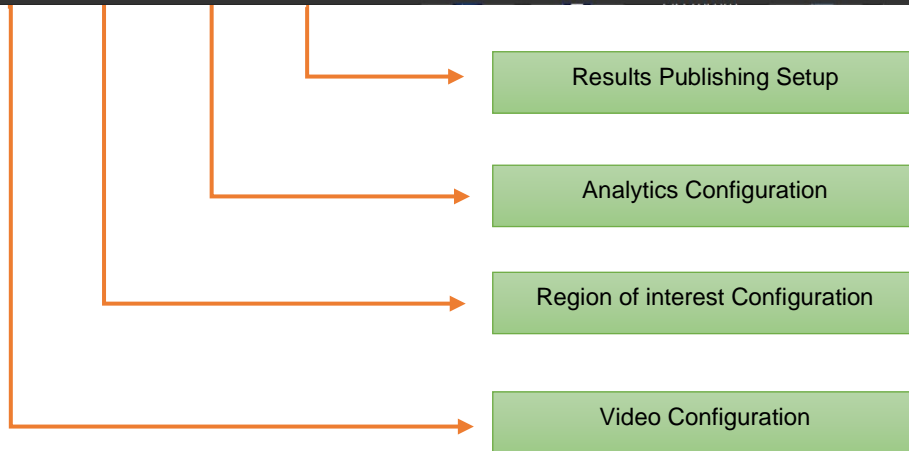 Results Publishing Setup
Analytics Configuration
Region of interest Configuration
Video Configuration